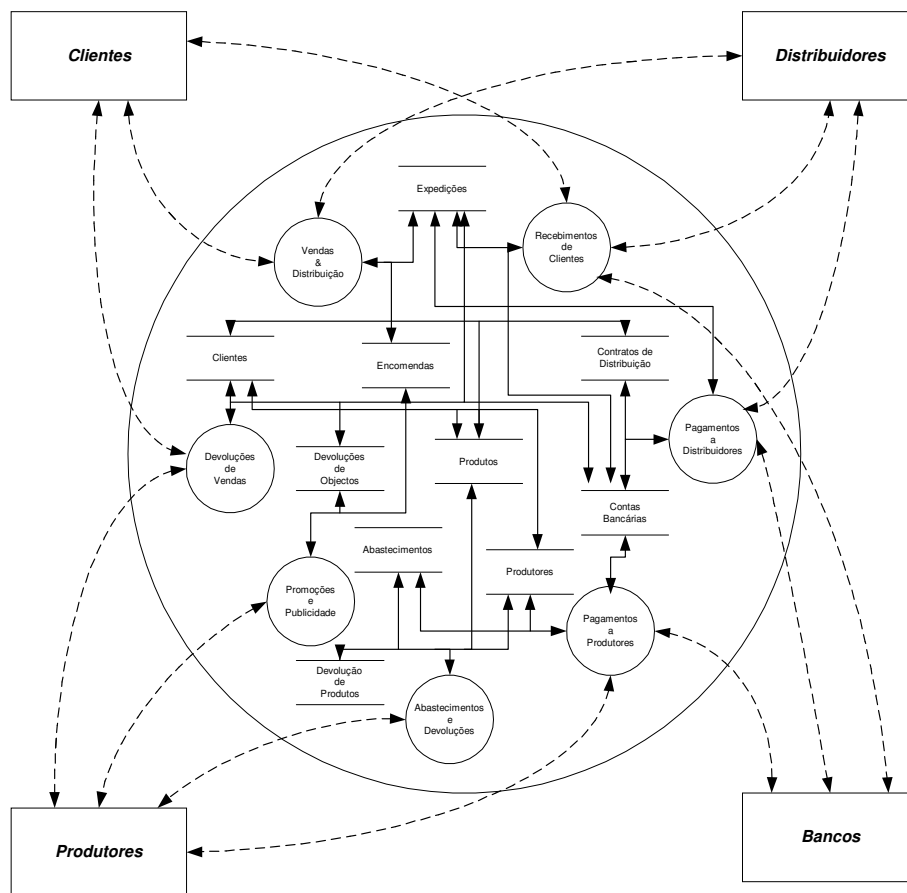 Clientes
Distribuidores
Expedições
Vendas
&
Distribuição
Recebimentos
de
Clientes
Clientes
Encomendas
Contratos de
Distribuição
Devoluções
de
Vendas
Devoluções
de
Objectos
Produtos
Pagamentos
a
Distribuidores
Contas
Bancárias
Abastecimentos
Produtores
Promoções
e
Publicidade
Pagamentos
a
Produtores
Devolução
de
Produtos
Abastecimentos
e
Devoluções
Produtores
Bancos